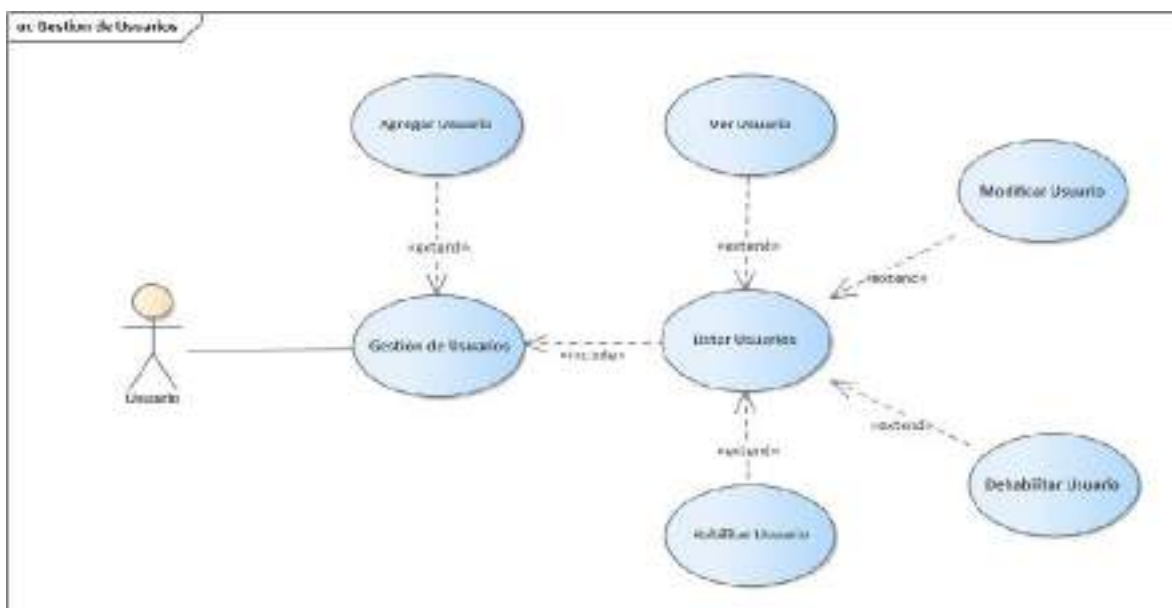 uc Gestion de Usuarios
Agregar Usuario
Ver Usuario
Modificar Usuario
«extend»
«extend»
«extend»
Gestion de Usuarios
«include»
Listar Usuarios
Usuario
«extend»
«extend»
Dehabilitar Usuario
Habilitar Usuario